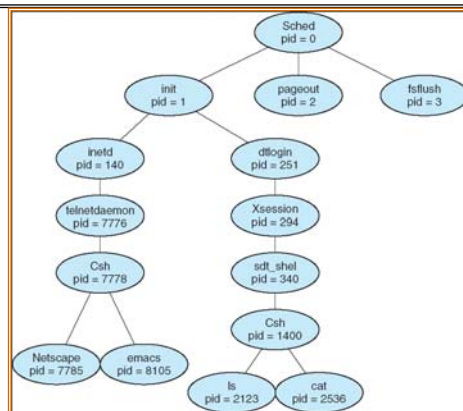 Sched
pid = 0
init
pid = 1
pageout
pid = 2
fsflush
pid = 3
inetd
pid = 140
dtlogin
pid = 251
telnetdaemon
pid = 7776
Xsession
pid = 294
Csh
pid = 7778
sdt_shel
pid = 340
Csh
pid = 1400
Netscape
pid = 7785
emacs
pid = 8105
ls
pid = 2123
cat
pid = 2536